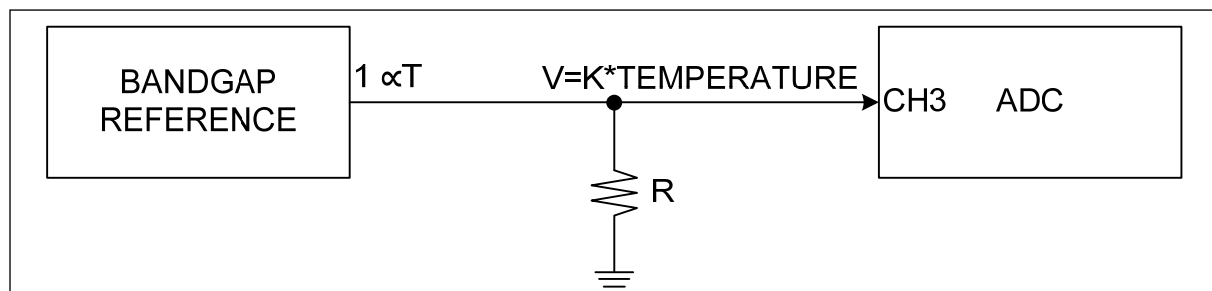 BANDGAP
REFERENCE
1 ∝T
V=K*TEMPERATURE
CH3
ADC
R